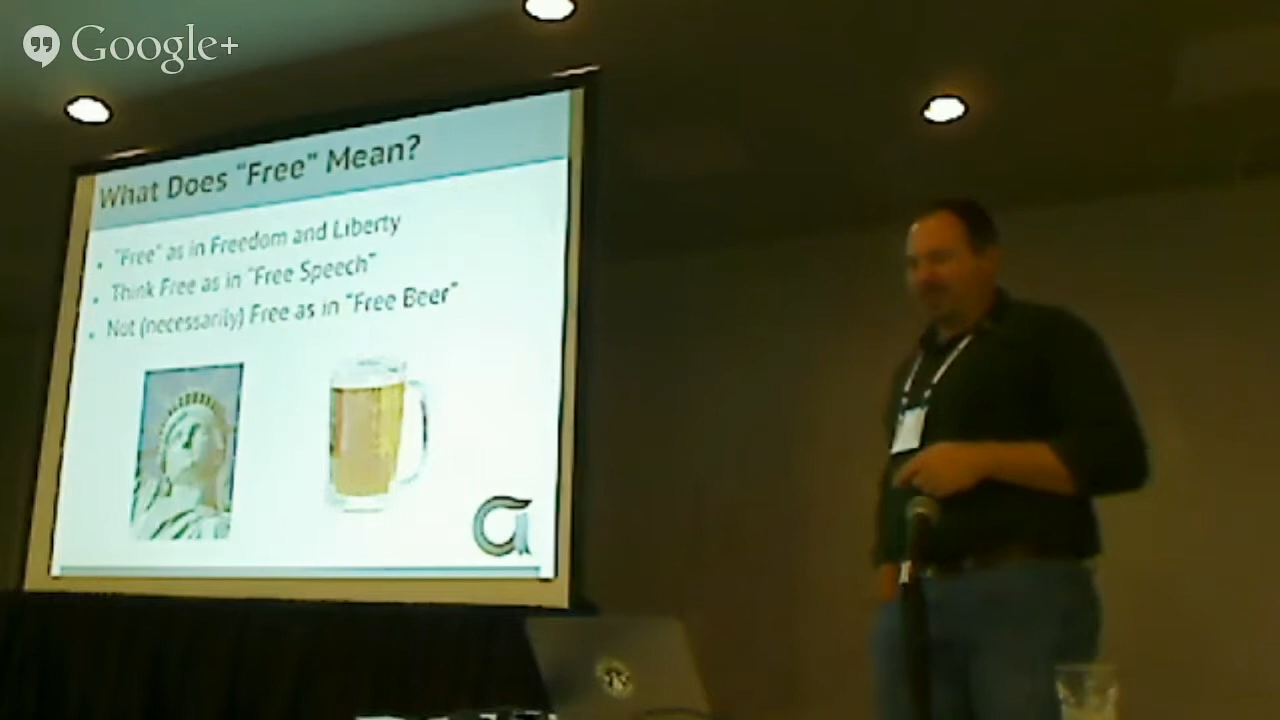 Google+
What Does "Free" Mean?
"Free" as in Freedom and Liberty
Think Free as in "Free Speech"
Not (necessarily) Free as in "Free Beer"